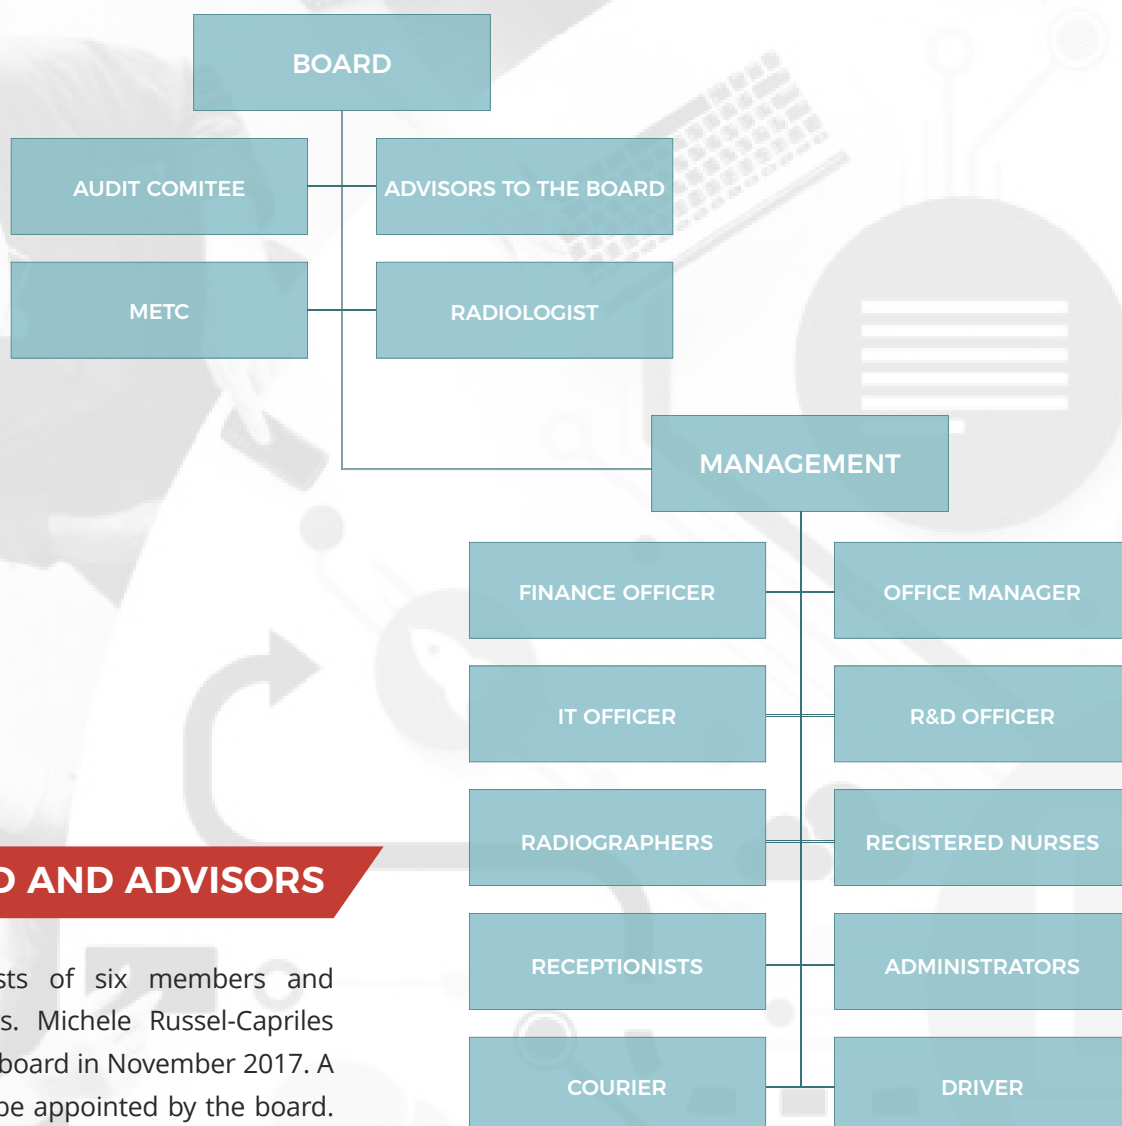 BOARD
AUDIT COMITEE
ADVISORS TO THE BOARD
METC
RADIOLOGIST
MANAGEMENT
FINANCE OFFICER
OFFICE MANAGER
IT OFFICER
R&D OFFICER
RADIOGRAPHERS
REGISTERED NURSES
RECEPTIONISTS
ADMINISTRATORS
COURIER
DRIVER
AND ADVISORS
of six members and
Michele Russel-Capriles
board in November 2017. A
be appointed by the board.